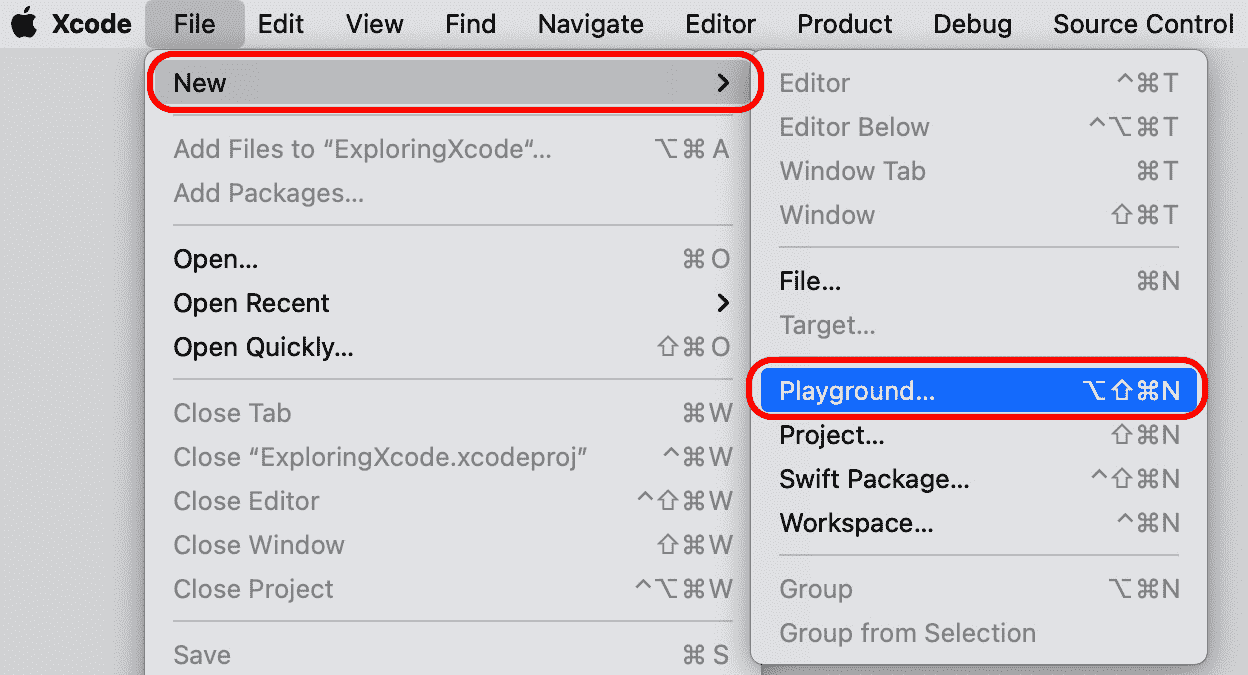 Xcode File Edit View Find Navigate Editor Product Debug Source Control
New
Add Files to “ExploringXcode“... ⌥⌘ A
Add Packages...
Open... ⌘ O
Open Recent
Open Quickly... ⇧⌘ O
Close Tab ⌘W
Close “ExploringXcode.xcodeproj” ^⌘W
Close Editor ^⇧⌘W
Close Window ⇧⌘W
Close Project ^⌥⌘W
Save ⌘ S
Editor ^⌘T
Editor Below ^⌥⌘T
Window Tab ⌘T
Window ⇧⌘T
File... ⌘N
Target...
Playground... ⌥⇧⌘N
Project... ⇧⌘N
Swift Package... ^⇧⌘N
Workspace... ^⌘N
Group ⌥⌘N
Group from Selection